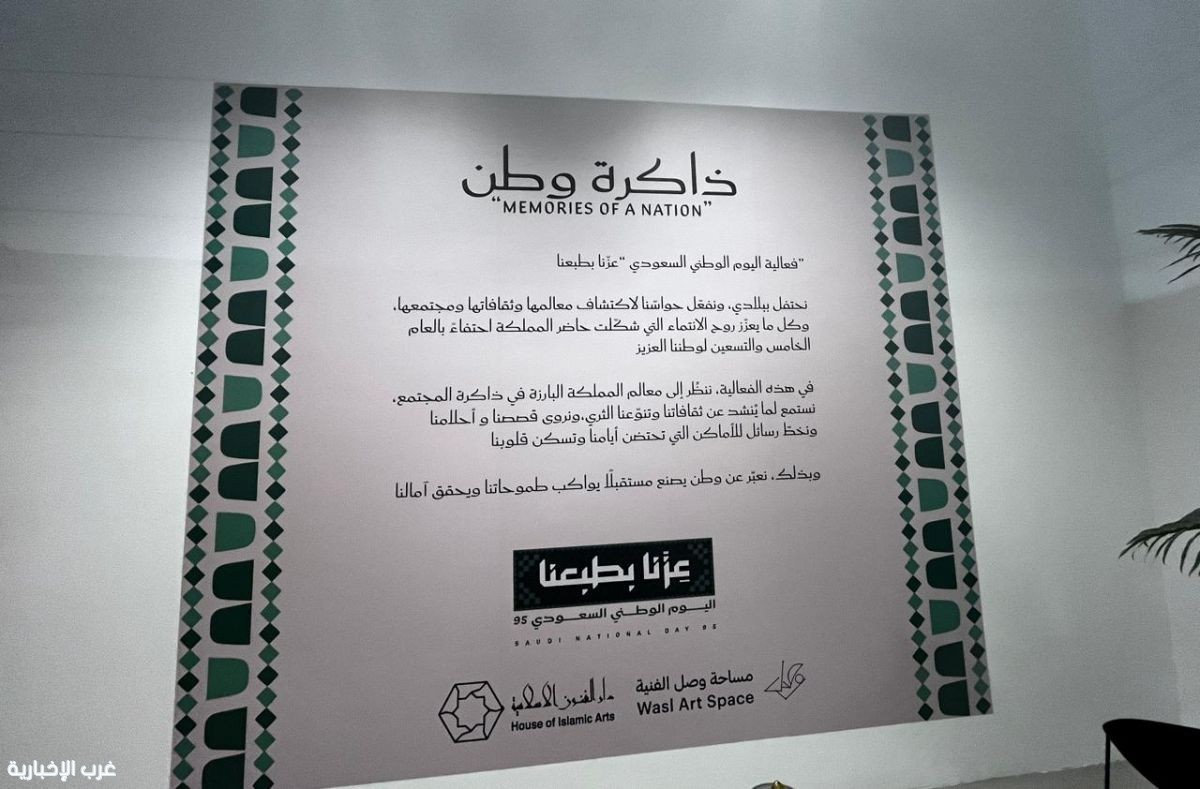 ذاكرة وطن
"MEMORIES OF A NATION"
"فعالية اليوم الوطني السعودي "عزّنا بطبعنا
نحتفل ببلادي، ونفعّل حواسّنا لاكتشاف معالمها وثقافاتها ومجتمعها،
وكل ما يعزّز روح الانتماء التي شكّلت حاضر المملكة احتفاءً بالعام
الخامس والتسعين لوطننا العزيز
في هذه الفعالية، ننظُر إلى معالم المملكة البارزة في ذاكرة المجتمع،
نستمع لما يُنشد عن ثقافاتنا وتنوّعنا الثري،ونروي قصصنا و أحلامنا
ونخطّ رسائل للأماكن التي تحتضن أيامنا وتسكن قلوبنا
وبذلك، نعبّر عن وطن يصنع مستقبلًا يواكب طموحاتنا ويحقق آمالنا
عزّنا بطبعنا
اليوم الوطني السعودي 95
SAUDI NATIONAL DAY 95
مساحة وصل الفنية
Wasl Art Space
دار الفنون الإسلامية
House of Islamic Arts
غرب الإخبارية